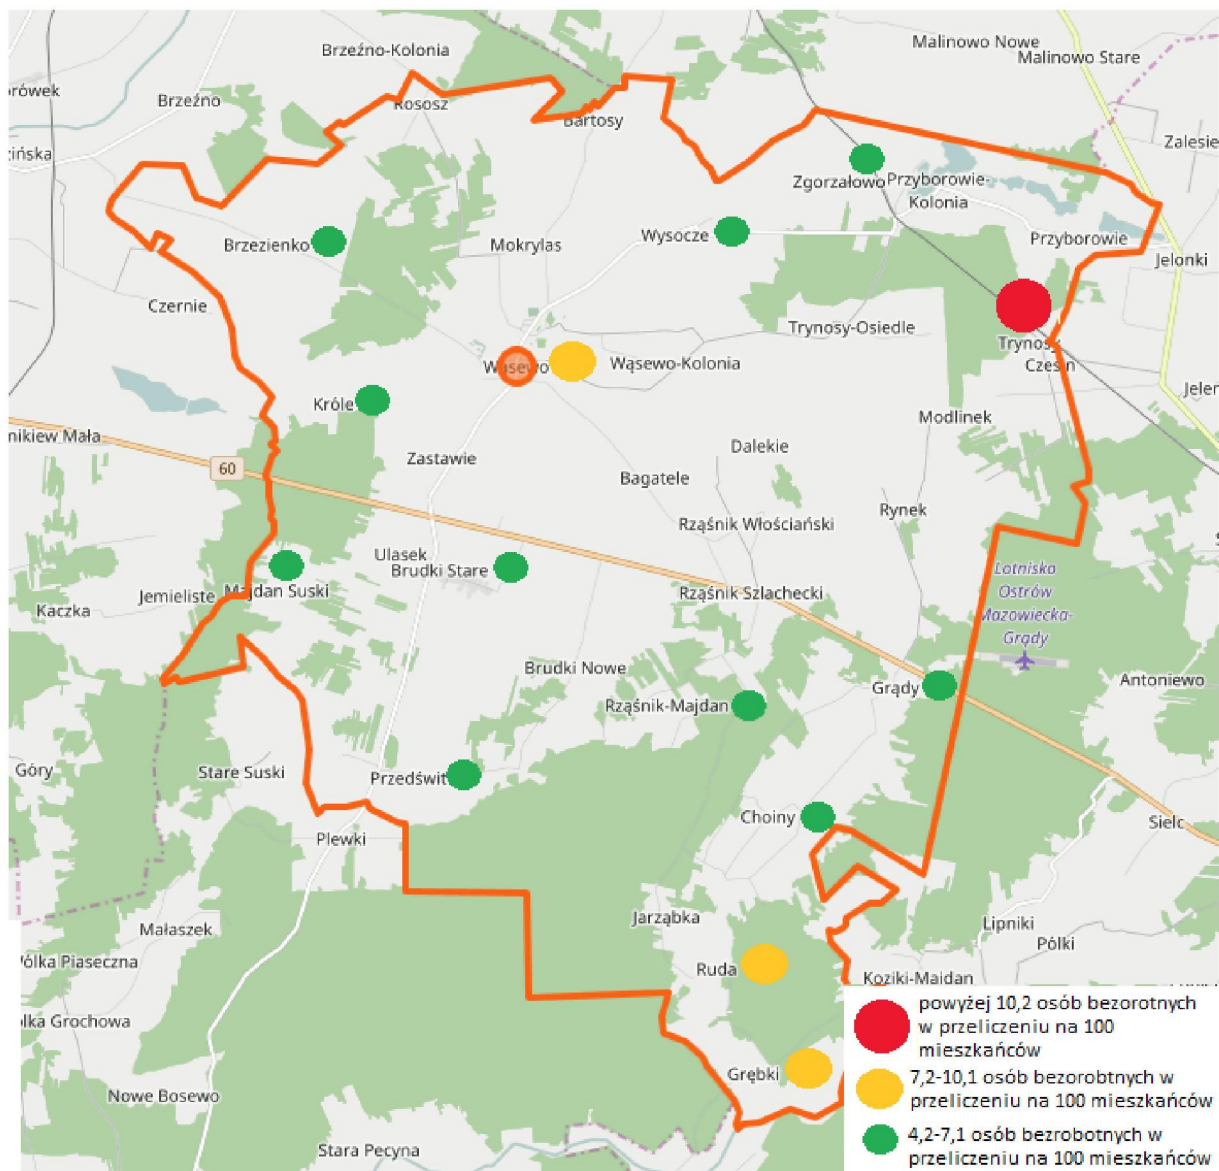 Malinowo Nowe
Brzeźno-Kolonia
Malinowo Stare
orówek
Brzeźno
Rososz
Bartosy
Zalesie
zińska
Zgorzałowo
Przyborowie-
Kolonia
Wysocze
Przyborowie
Brzezienko
Mokrylas
Jelonki
Czernie
Trynosy-Osiedle
Trynosy
Wąsewo
Wąsewo-Kolonia
Czesin
Króle
Modlinek
nikiew Mała
Dalekie
Zastawie
60
Bagatele
Rynek
Rząśnik Włościański
Ulasek
Brudki Stare
Lotnisko
Ostrów
Mazowiecka-
Grądy
Majdan Suski
Jemieliste
Rząśnik Szlachecki
Kaczka
Brudki Nowe
Antoniewo
Grądy
Rząśnik-Majdan
Góry
Stare Suski
Przedświt
Choiny
Sielc
Plewki
Jarząbka
Lipniki
Małaszek
Pólki
ólka Piaseczna
Ruda
Koziki-Majdan
olka Grochowa
Grębki
Nowe Bosewo
Stara Pecyna
powyżej 10,2 osób bezorotnych
w przeliczeniu na 100
mieszkańców
7,2-10,1 osób bezorobtnych w
przeliczeniu na 100 mieszkańców
4,2-7,1 osób bezrobotnych w
przeliczeniu na 100 mieszkańców